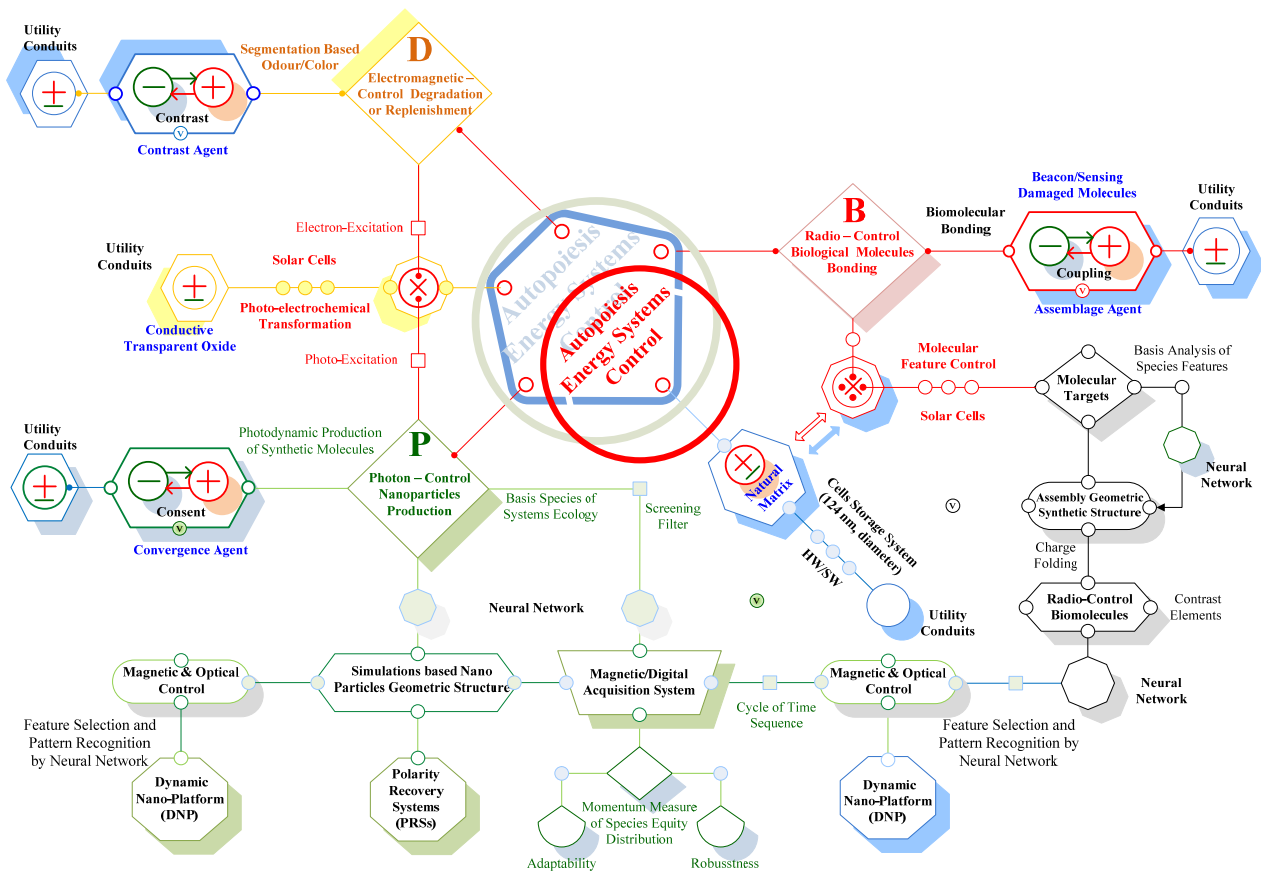 Utility
Conduits
Contrast
v
Contrast Agent
Segmentation Based
Odour/Color
D
Electromagnetic –
Control Degradation
or Replenishment
Electron-Excitation
Utility
Conduits
Solar Cells
Photo-electrochemical
Transformation
Conductive
Transparent Oxide
Photo-Excitation
Autopoiesis
Energy Systems
Control
Autopoiesis
Energy Systems
Control
B
Radio – Control
Biological Molecules
Bonding
Biomolecular
Bonding
Beacon/Sensing
Damaged Molecules
Coupling
v
Assemblage Agent
Utility
Conduits
Molecular
Feature Control
Solar Cells
Molecular
Targets
Basis Analysis of
Species Features
Neural
Network
Assembly Geometric
Synthetic Structure
Charge
Folding
Radio-Control
Biomolecules
Contrast
Elements
Neural
Network
Utility
Conduits
Consent
v
Convergence Agent
Photodynamic Production
of Synthetic Molecules
P
Photon – Control
Nanoparticles
Production
Basis Species of
Systems Ecology
Screening
Filter
Natural
Matrix
Cells Storage System
(124 nm, diameter)
HW/SW
Utility
Conduits
v
v
Neural Network
Magnetic & Optical
Control
Simulations based Nano
Particles Geometric Structure
Magnetic/Digital
Acquisition System
Cycle of Time
Sequence
Magnetic & Optical
Control
Feature Selection and
Pattern Recognition
by Neural Network
Feature Selection and
Pattern Recognition by
Neural Network
Dynamic
Nano-Platform
(DNP)
Polarity
Recovery
Systems
(PRSs)
Momentum Measure
of Species Equity
Distribution
Adaptability
Robusstness
Dynamic
Nano-Platform
(DNP)